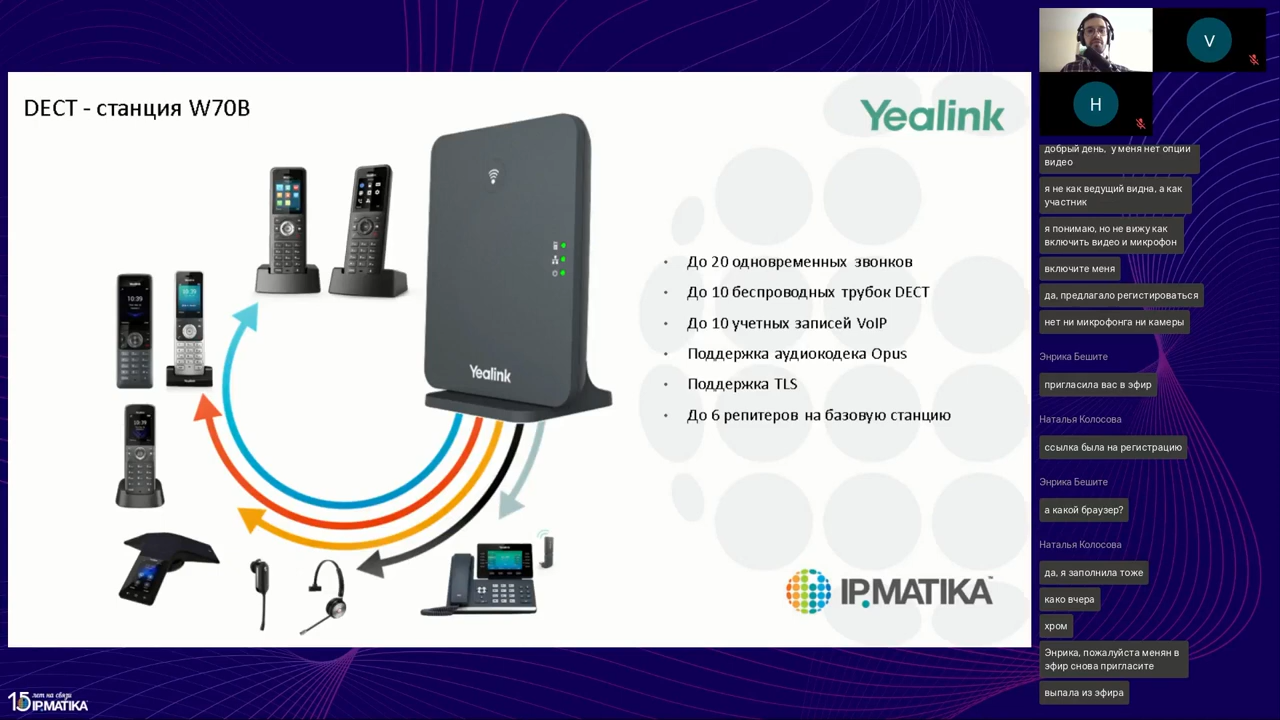 DECT - станция W70B
Yealink
Yealink
До 20 одновременных звонков
До 10 беспроводных трубок DECT
До 10 учетных записей VoIP
Поддержка аудиокодека Opus
Поддержка TLS
До 6 репитеров на базовую станцию
IPMATIKA
15 лет на связи
IPMATIKA
V
H
добрый день, у меня нет опции
видео
я не как ведущий видна, а как
участник
я понимаю, но не вижу как
включить видео и микрофон
включите меня
да, предлагало регистироваться
нет ни микрофонга ни камеры
Энрика Бешите
пригласила вас в эфир
Наталья Колосова
ссылка была на регистрацию
Энрика Бешите
а какой браузер?
Наталья Колосова
да, я заполнила тоже
како вчера
хром
Энрика, пожалуйста менян в
эфир снова пригласите
выпала из эфира